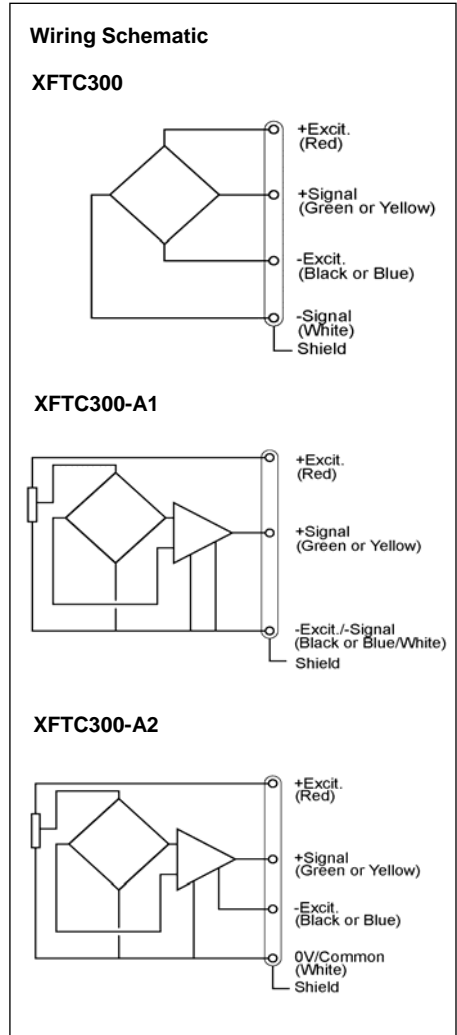 Wiring Schematic
XFTC300
+Excit.
(Red)
+Signal
(Green or Yellow)
-Excit.
(Black or Blue)
-Signal
(White)
Shield
XFTC300-A1
+Excit.
(Red)
+Signal
(Green or Yellow)
-Excit./-Signal
(Black or Blue/White)
Shield
XFTC300-A2
+Excit.
(Red)
+Signal
(Green or Yellow)
-Excit.
(Black or Blue)
0V/Common
(White)
Shield